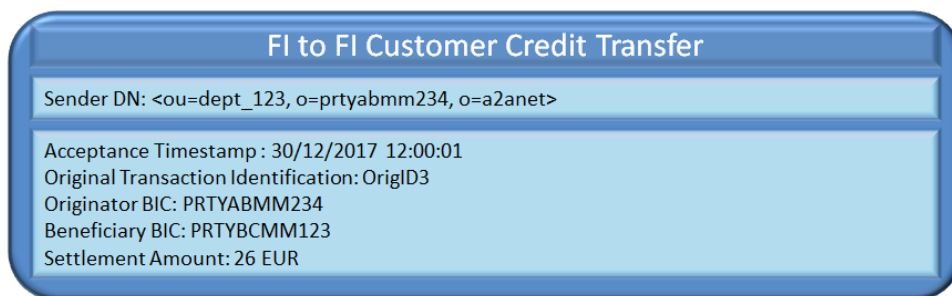 FI to FI Customer Credit Transfer
Sender DN: <ou=dept_123, o=prtyabmm234, o=a2anet>
Acceptance Timestamp : 30/12/2017 12:00:01
Original Transaction Identification: OrigID3
Originator BIC: PRTYABMM234
Beneficiary BIC: PRTYBCMM123
Settlement Amount: 26 EUR